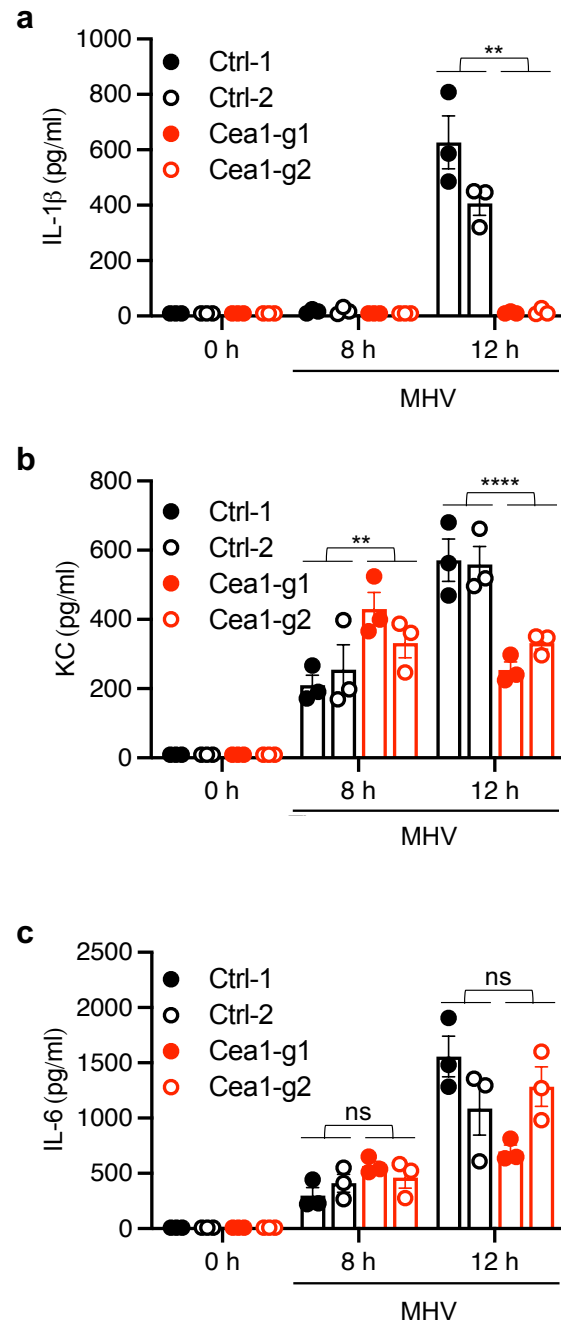 a
IL-1β (pg/ml)
1000
800
600
400
200
0
Ctrl-1
Ctrl-2
Cea1-g1
Cea1-g2
**
0 h
8 h
12 h
MHV
b
KC (pg/ml)
800
600
400
200
0
Ctrl-1
Ctrl-2
Cea1-g1
Cea1-g2
**
****
0 h
8 h
12 h
MHV
c
IL-6 (pg/ml)
2500
2000
1500
1000
500
0
Ctrl-1
Ctrl-2
Cea1-g1
Cea1-g2
ns
ns
0 h
8 h
12 h
MHV